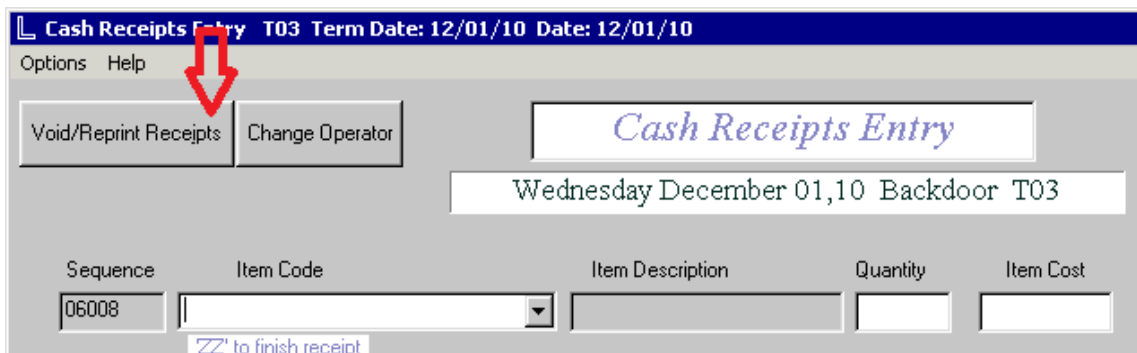 Cash Receipts Entry T03 Term Date: 12/01/10 Date: 12/01/10
Options Help
Void/Reprint Receipts Change Operator Cash Receipts Entry
Wednesday December 01,10 Backdoor T03
Sequence Item Code Item Description Quantity Item Cost
06008
'ZZ' to finish receipt